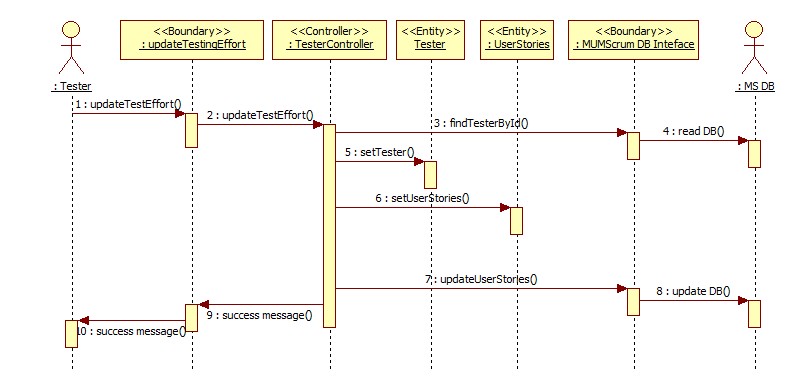 <<Boundary>>
: updateTestingEffort
<<Controller>>
: TesterController
<<Entity>>
Tester
<<Entity>>
: UserStories
<<Boundary>>
: MUMScrum DB Inteface
: Tester
: MS DB
1 : updateTestEffort()
2 : updateTestEffort()
3 : findTesterById()
4 : read DB()
5 : setTester()
6 : setUserStories()
7 : updateUserStories()
8 : update DB()
9 : success message()
10 : success message()